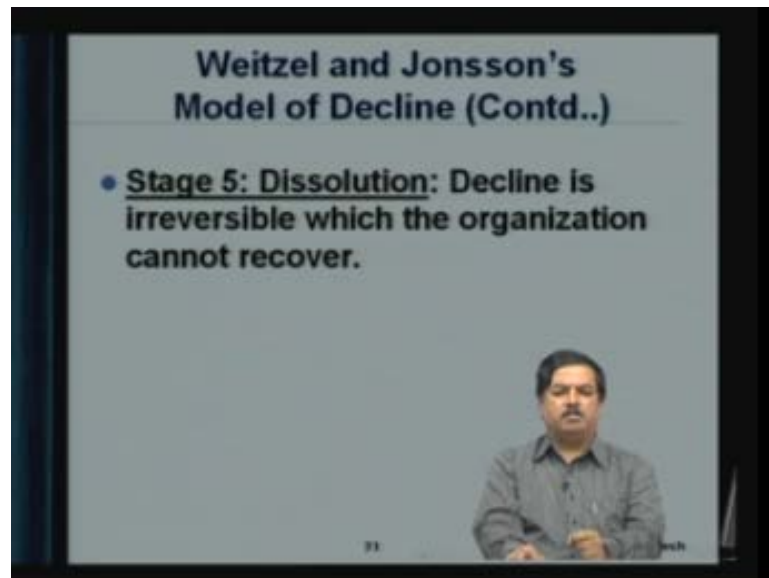 Weitzel and Jonsson's
Model of Decline (Contd..)
• Stage 5: Dissolution: Decline is
irreversible which the organization
cannot recover.